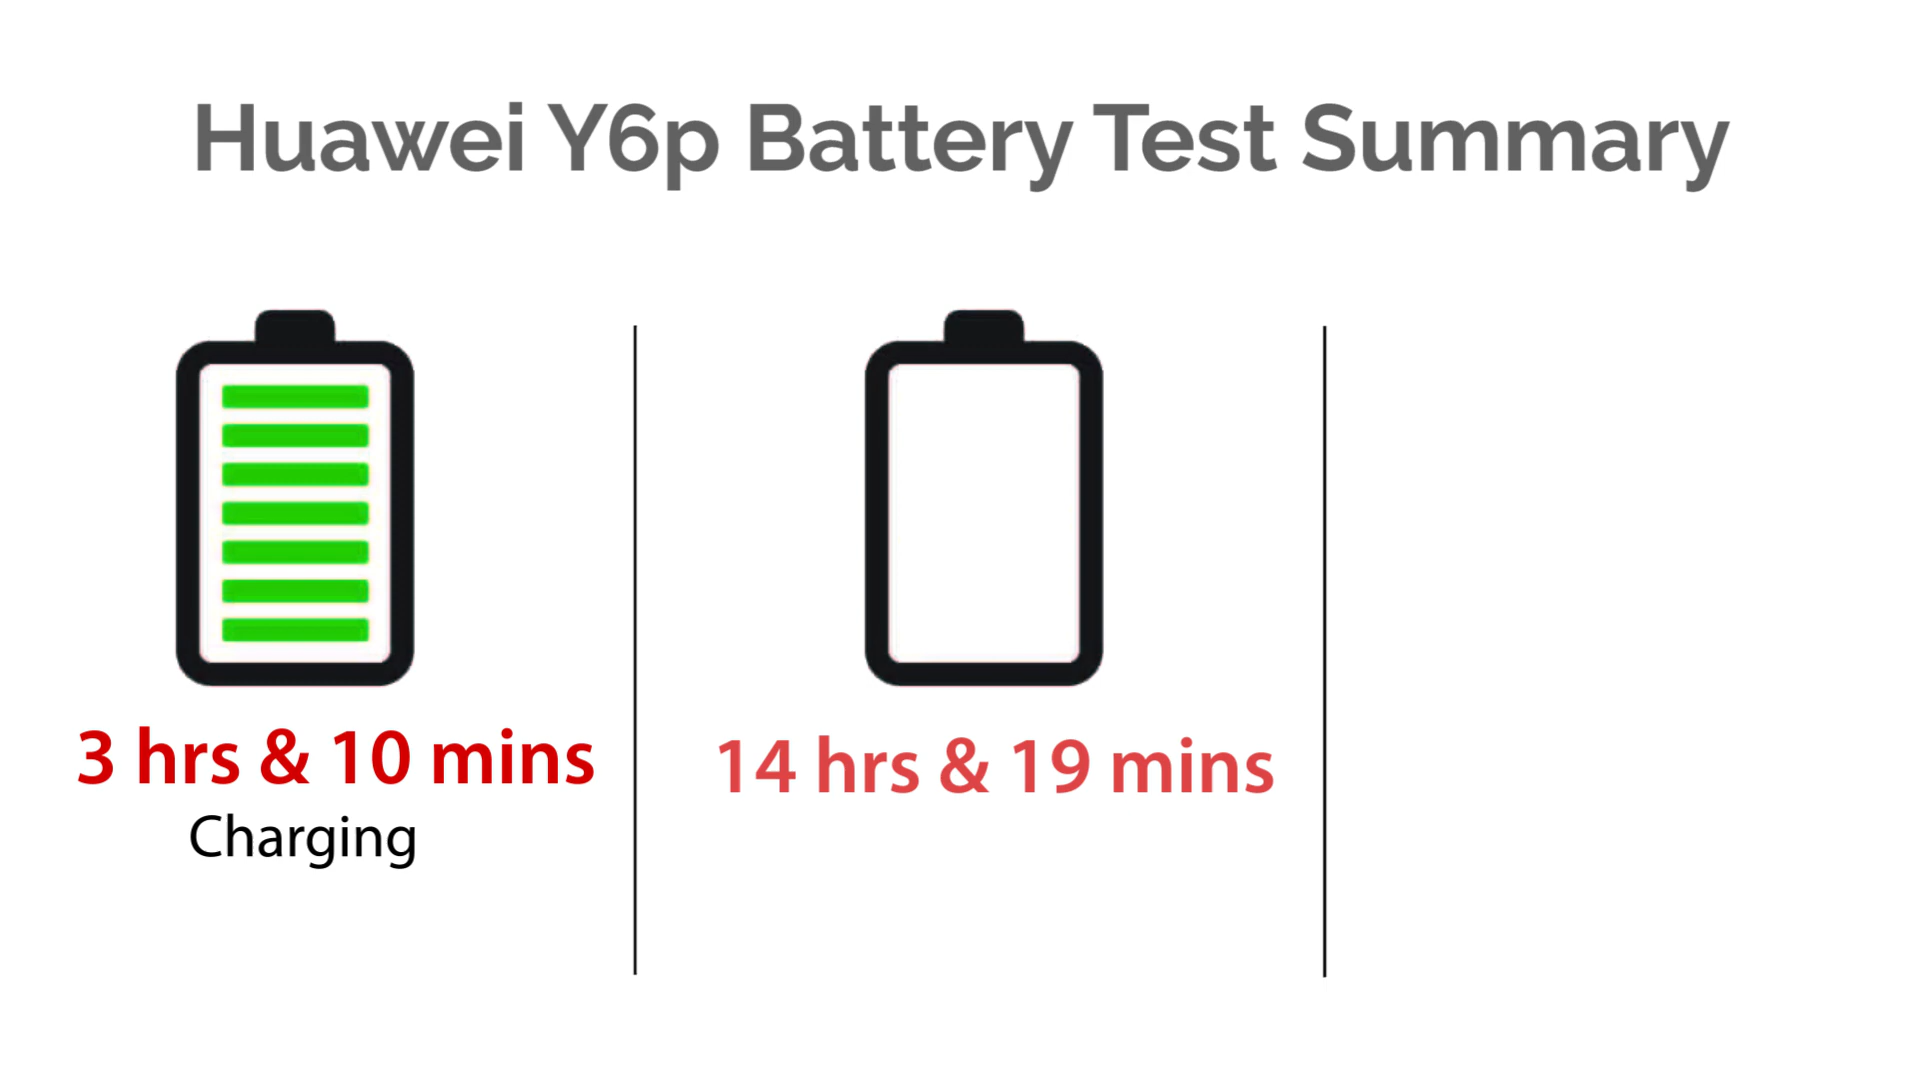 Huawei Y6p Battery Test Summary
3 hrs & 10 mins
Charging
14 hrs & 19 mins